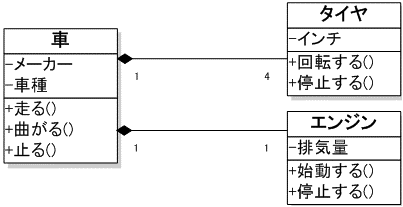 車
-メーカー
-車種
+走る()
+曲がる()
+止る()
1
4
タイヤ
-インチ
+回転する()
+停止する()
1
1
エンジン
-排気量
+始動する()
+停止する()